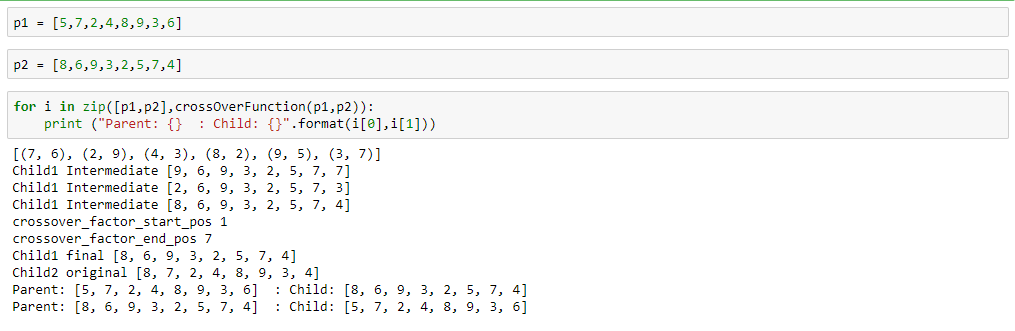 p1 = [5,7,2,4,8,9,3,6]
p2 = [8,6,9,3,2,5,7,4]
for i in zip([p1,p2],crossOverFunction(p1,p2)):
    print ("Parent: {}  : Child: {}".format(i[0],i[1]))
[(7, 6), (2, 9), (4, 3), (8, 2), (9, 5), (3, 7)]
Child1 Intermediate [9, 6, 9, 3, 2, 5, 7, 7]
Child1 Intermediate [2, 6, 9, 3, 2, 5, 7, 3]
Child1 Intermediate [8, 6, 9, 3, 2, 5, 7, 4]
crossover_factor_start_pos 1
crossover_factor_end_pos 7
Child1 final [8, 6, 9, 3, 2, 5, 7, 4]
Child2 original [8, 7, 2, 4, 8, 9, 3, 4]
Parent: [5, 7, 2, 4, 8, 9, 3, 6]  : Child: [8, 6, 9, 3, 2, 5, 7, 4]
Parent: [8, 6, 9, 3, 2, 5, 7, 4]  : Child: [5, 7, 2, 4, 8, 9, 3, 6]